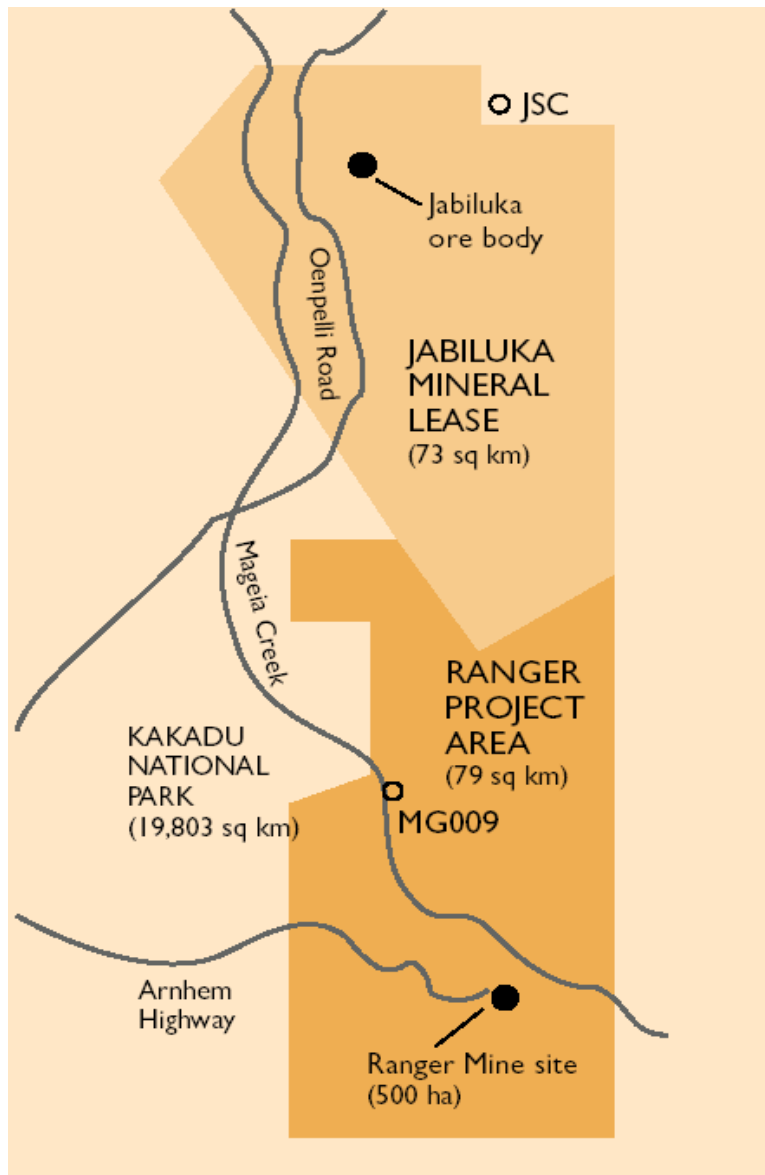 JSC
Jabiluka
ore body
Oenpelli Road
JABILUKA
MINERAL
LEASE
(73 sq km)
Mageia Creek
RANGER
PROJECT
AREA
(79 sq km)
KAKADU
NATIONAL
PARK
(19,803 sq km)
MG009
Arnhem
Highway
Ranger Mine site
(500 ha)